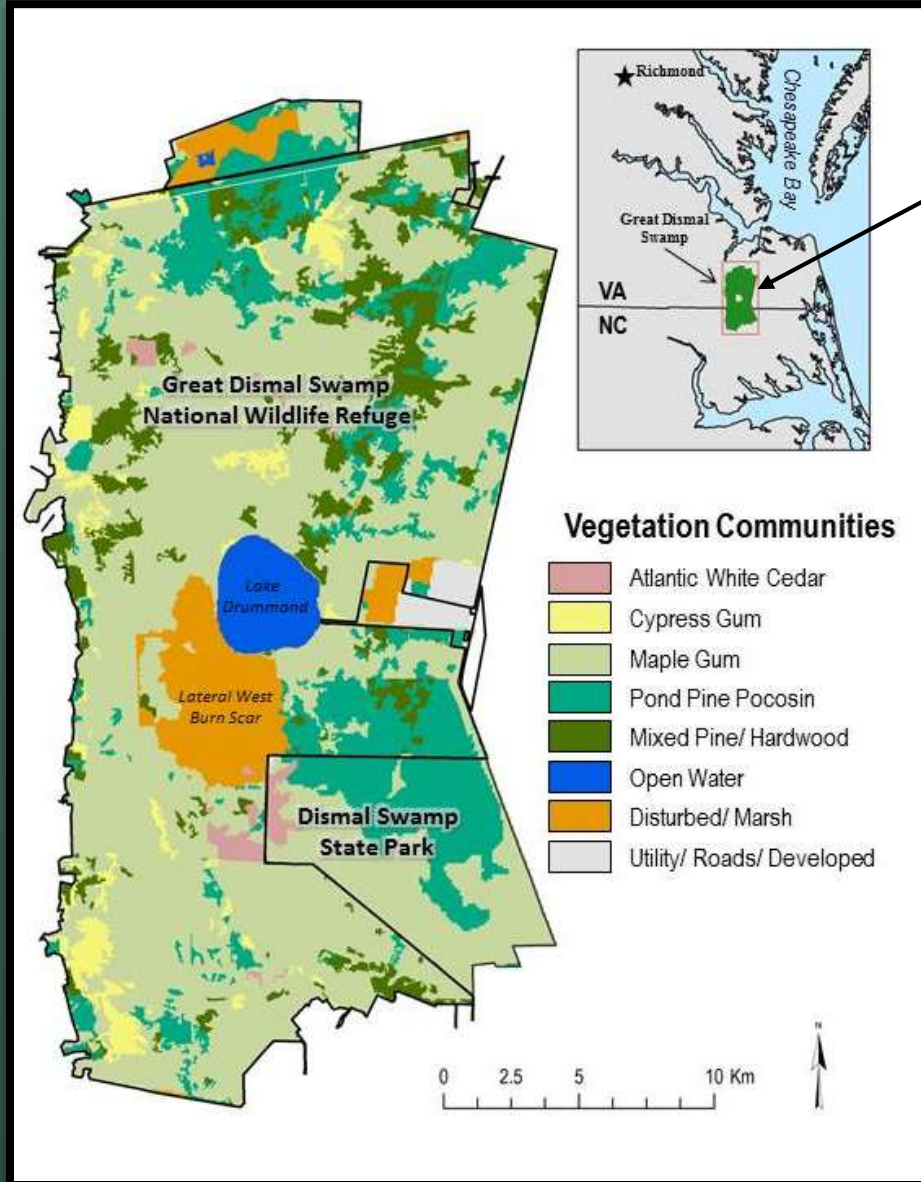 Richmond
Chesapeake Bay
Great Dismal
Swamp
VA
NC
Great Dismal Swamp
National Wildlife Refuge
Lake
Drummond
Lateral West
Burn Scar
Dismal Swamp
State Park
Vegetation Communities
Atlantic White Cedar
Cypress Gum
Maple Gum
Pond Pine Pocosin
Mixed Pine/ Hardwood
Open Water
Disturbed/ Marsh
Utility/ Roads/ Developed
0 2.5 5 10 Km
N